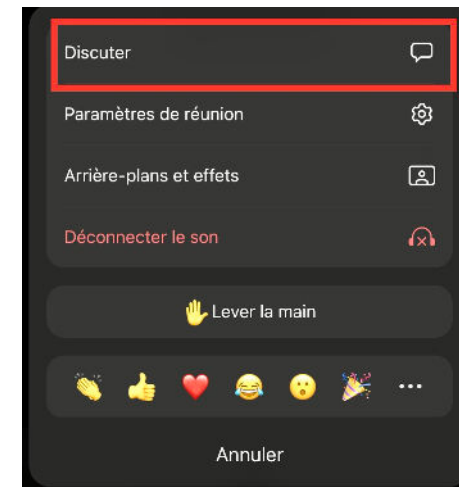 Discuter
Paramètres de réunion
Arrière-plans et effets
Déconnecter le son
Lever la main
Annuler